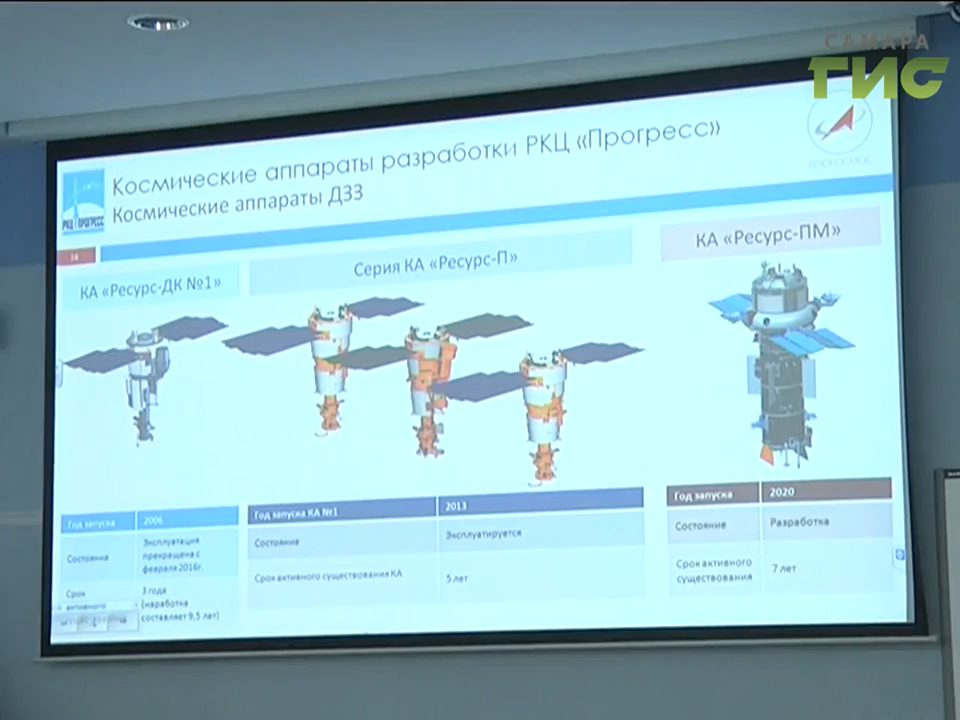 САМАРА
ГИС
Космические аппараты разработки РКЦ «Прогресс»
Космические аппараты ДЗЗ
РКЦ ПРОГРЕСС
РОСКОСМОС
14
КА «Ресурс-ДК №1»
Серия КА «Ресурс-П»
КА «Ресурс-ПМ»
Год запуска 2006
Состояние Эксплуатация
прекращена с
февраля 2016г.
Срок
активного
3 года
(наработка
составляет 9,5 лет)
Год запуска КА №1 2013
Состояние Эксплуатируется
Срок активного существования КА 5 лет
Год запуска 2020
Состояние Разработка
Срок активного
существования
7 лет